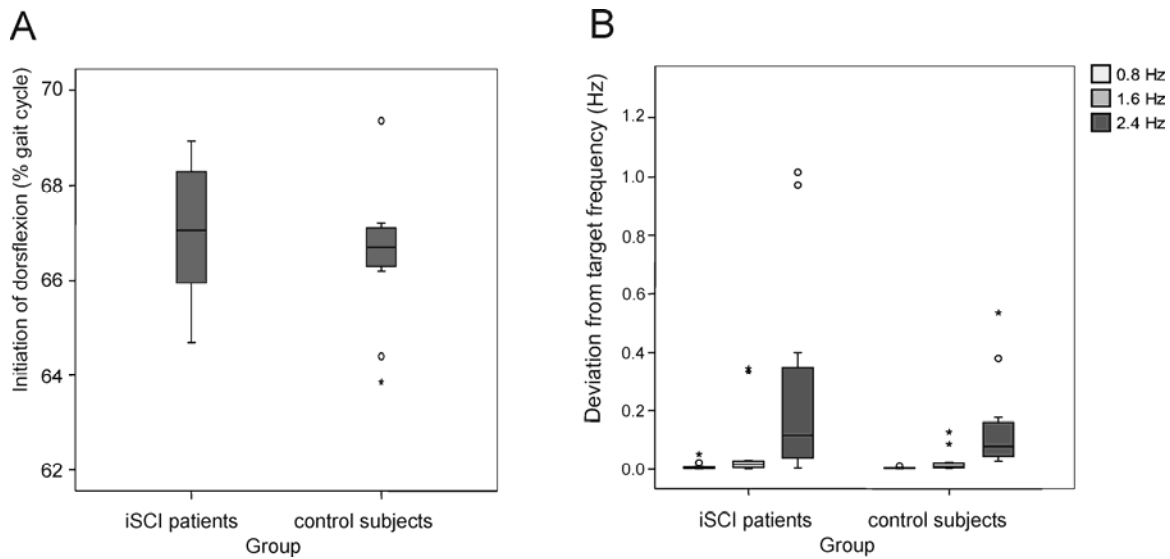 A
Initiation of dorsflexion (% gait cycle)
70
68
66
64
62
iSCI patients
control subjects
Group
B
Deviation from target frequency (Hz)
1.2
1.0
0.8
0.6
0.4
0.2
0.0
iSCI patients
control subjects
Group
0.8 Hz
1.6 Hz
2.4 Hz